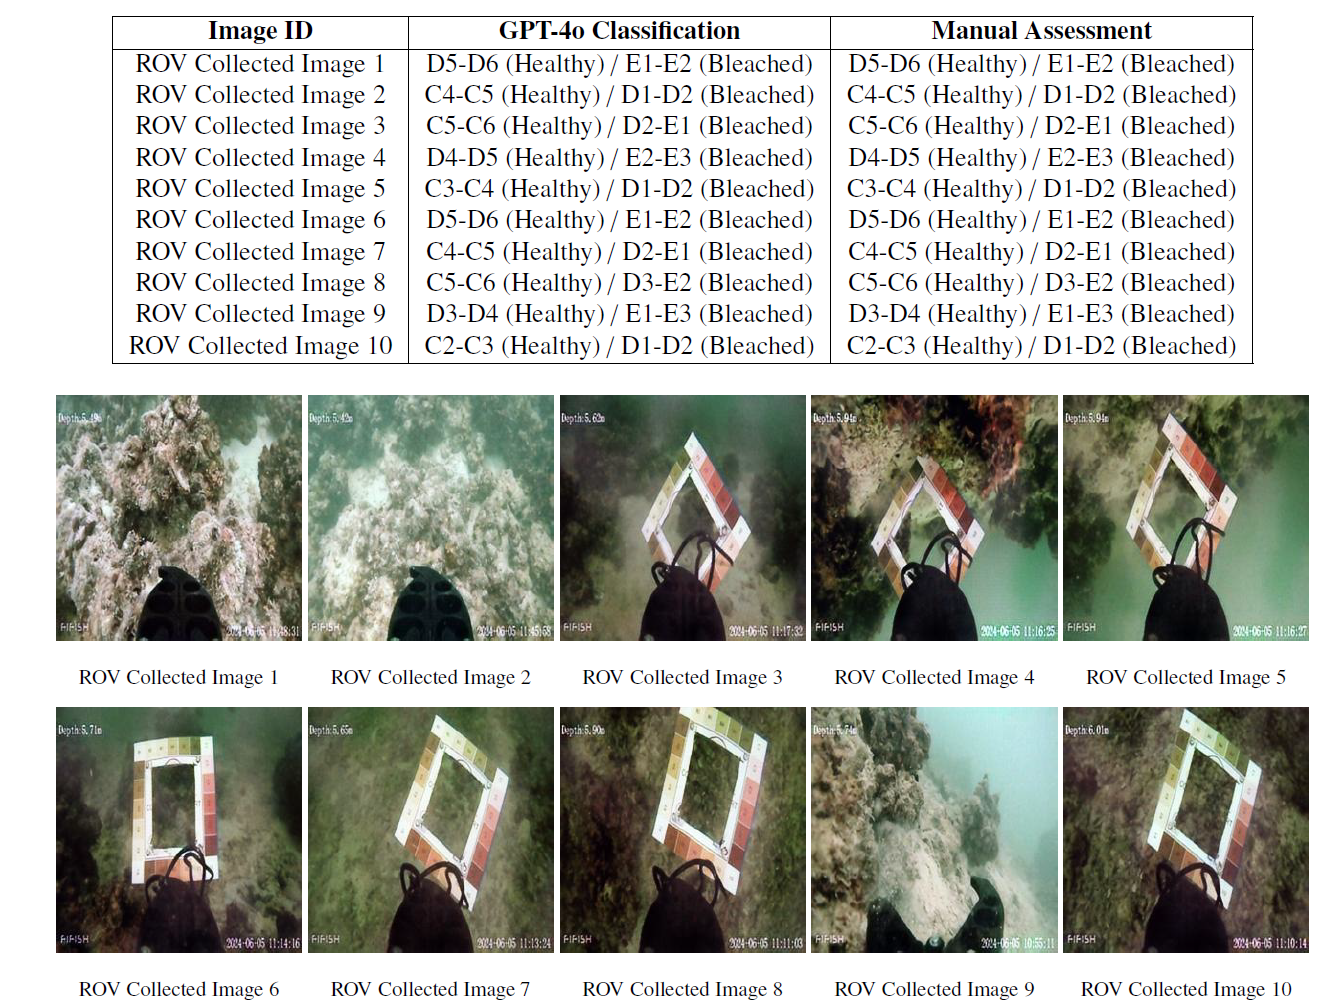 Image ID GPT-4o Classification Manual Assessment
ROV Collected Image 1 D5-D6 (Healthy) / E1-E2 (Bleached) D5-D6 (Healthy) / E1-E2 (Bleached)
ROV Collected Image 2 C4-C5 (Healthy) / D1-D2 (Bleached) C4-C5 (Healthy) / D1-D2 (Bleached)
ROV Collected Image 3 C5-C6 (Healthy) / D2-E1 (Bleached) C5-C6 (Healthy) / D2-E1 (Bleached)
ROV Collected Image 4 D4-D5 (Healthy) / E2-E3 (Bleached) D4-D5 (Healthy) / E2-E3 (Bleached)
ROV Collected Image 5 C3-C4 (Healthy) / D1-D2 (Bleached) C3-C4 (Healthy) / D1-D2 (Bleached)
ROV Collected Image 6 D5-D6 (Healthy) / E1-E2 (Bleached) D5-D6 (Healthy) / E1-E2 (Bleached)
ROV Collected Image 7 C4-C5 (Healthy) / D2-E1 (Bleached) C4-C5 (Healthy) / D2-E1 (Bleached)
ROV Collected Image 8 C5-C6 (Healthy) / D3-E2 (Bleached) C5-C6 (Healthy) / D3-E2 (Bleached)
ROV Collected Image 9 D3-D4 (Healthy) / E1-E3 (Bleached) D3-D4 (Healthy) / E1-E3 (Bleached)
ROV Collected Image 10 C2-C3 (Healthy) / D1-D2 (Bleached) C2-C3 (Healthy) / D1-D2 (Bleached)
Depth:5.49m Depth:5.42m Depth:5.62m Depth:5.94m Depth:5.94m
FIFISH 2024-06-05 11:48:31 FIFISH 2024-06-05 11:45:58 FIFISH 2024-06-05 11:17:32 FIFISH 2024-06-05 11:16:25 FIFISH 2024-06-05 11:16:27
ROV Collected Image 1 ROV Collected Image 2 ROV Collected Image 3 ROV Collected Image 4 ROV Collected Image 5
Depth:5.71m Depth:5.65m Depth:5.90m Depth:5.74m Depth:6.01m
FIFISH 2024-06-05 11:14:16 FIFISH 2024-06-05 11:13:24 FIFISH 2024-06-05 11:11:03 FIFISH 2024-06-05 10:55:11 FIFISH 2024-06-05 11:10:14
ROV Collected Image 6 ROV Collected Image 7 ROV Collected Image 8 ROV Collected Image 9 ROV Collected Image 10